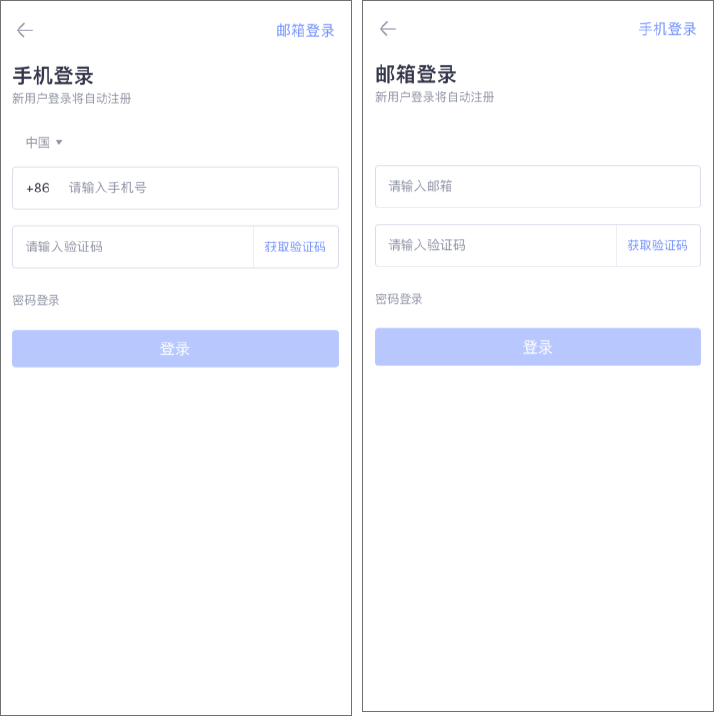 邮箱登录
手机登录
新用户登录将自动注册
中国
+86 请输入手机号
请输入验证码 获取验证码
密码登录
登录
手机登录
邮箱登录
新用户登录将自动注册
请输入邮箱
请输入验证码 获取验证码
密码登录
登录